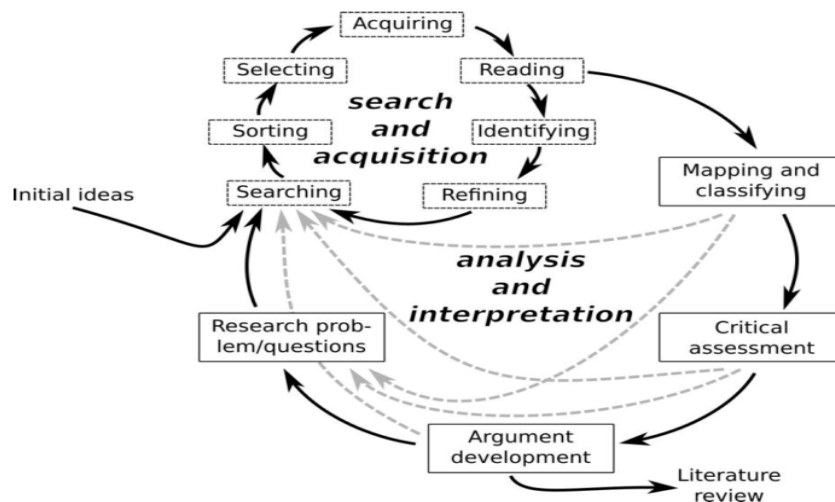 Acquiring
Selecting
Reading
search
and
acquisition
Sorting
Identifying
Searching
Refining
Initial ideas
Mapping and
classifying
analysis
and
interpretation
Research prob-
lem/questions
Critical
assessment
Argument
development
Literature
review